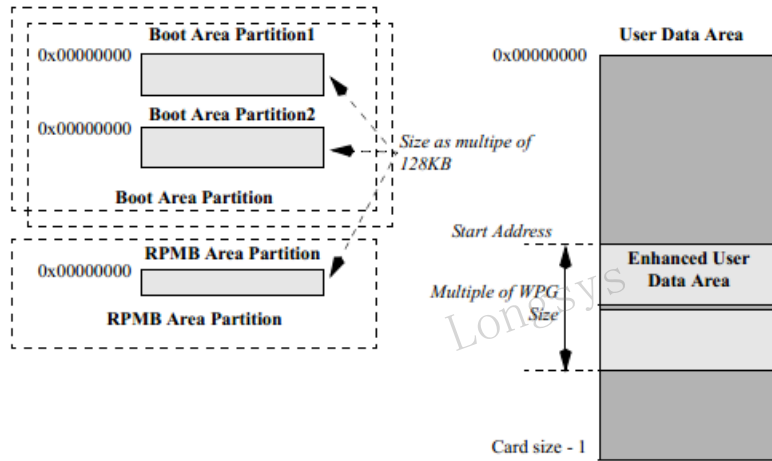 Boot Area Partition1
0x00000000
Boot Area Partition2
0x00000000
Size as multipe of
128KB
Boot Area Partition
RPMB Area Partition
0x00000000
RPMB Area Partition
User Data Area
0x00000000
Start Address
Enhanced User
Data Area
Multiple of WPG
Size
Card size - 1
Longsys